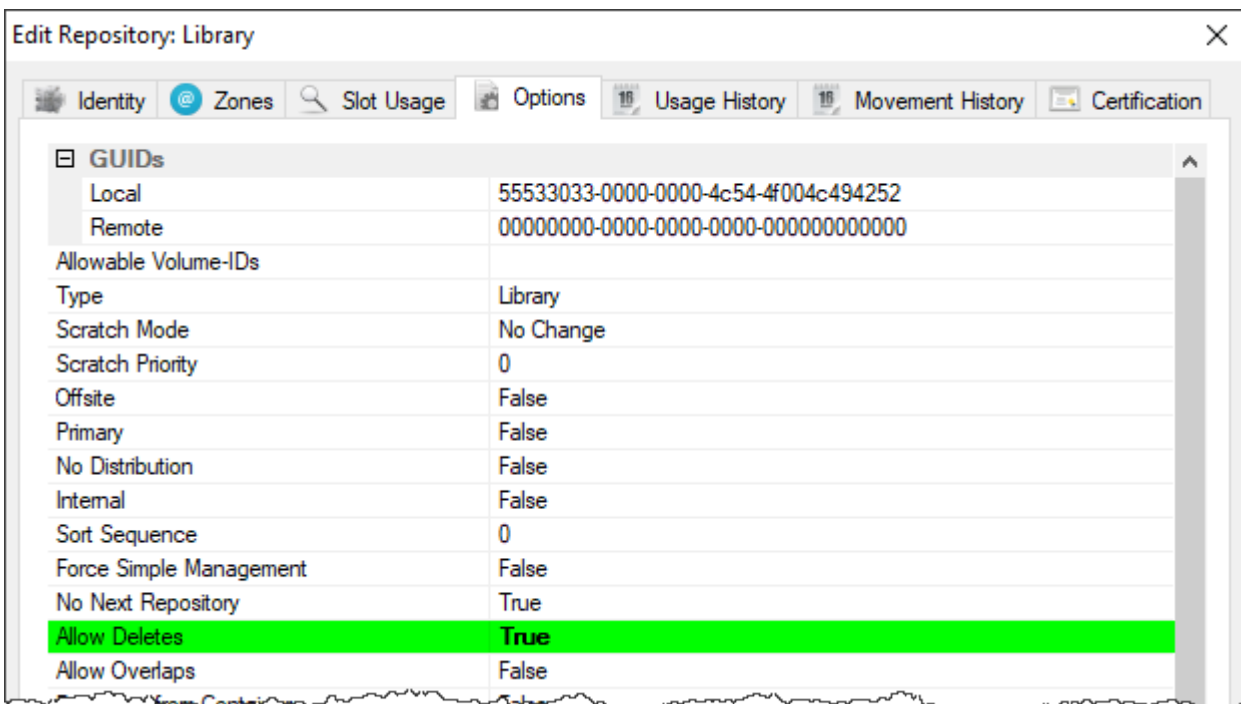 Edit Repository: Library
Identity Zones Slot Usage Options 16 Usage History 16 Movement History Certification
GUIDs
Local 55533033-0000-0000-4c54-4f004c494252
Remote 00000000-0000-0000-0000-000000000000
Allowable Volume-IDs
Type Library
Scratch Mode No Change
Scratch Priority 0
Offsite False
Primary False
No Distribution False
Internal False
Sort Sequence 0
Force Simple Management False
No Next Repository True
Allow Deletes True
Allow Overlaps False